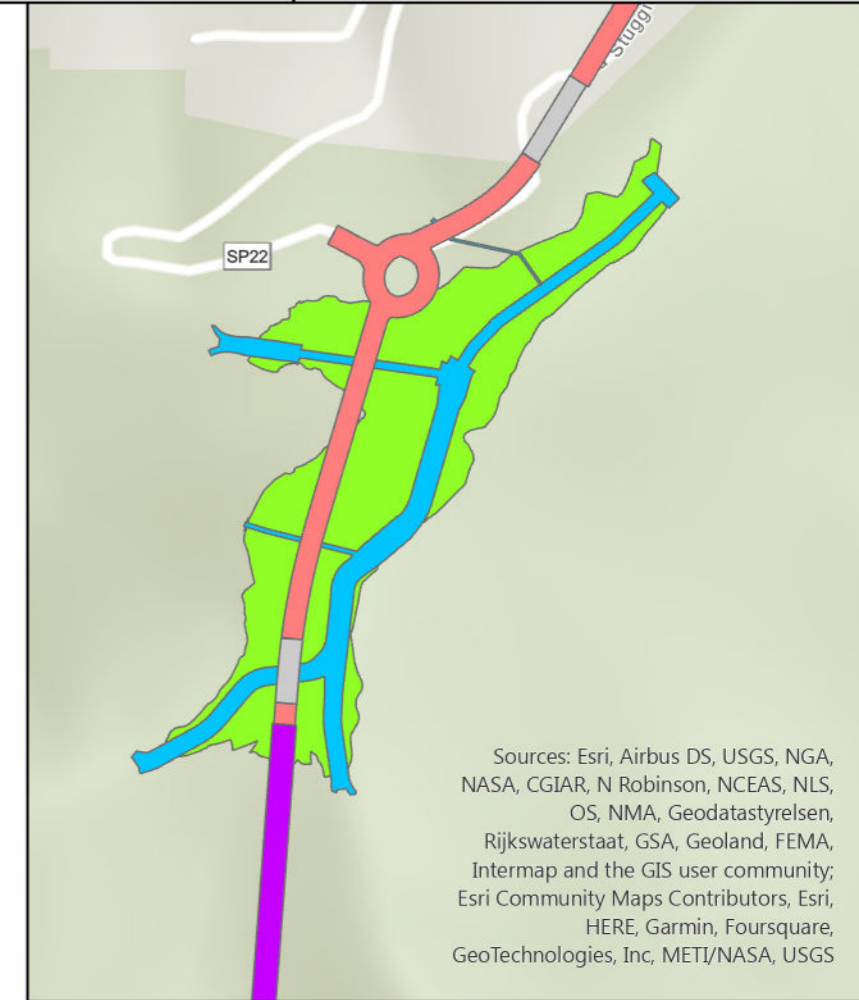 Stuggi
SP22
Sources: Esri, Airbus DS, USGS, NGA,
NASA, CGIAR, N Robinson, NCEAS, NLS,
OS, NMA, Geodatastyrelsen,
Rijkswaterstaat, GSA, Geoland, FEMA,
Intermap and the GIS user community;
Esri Community Maps Contributors, Esri,
HERE, Garmin, Foursquare,
GeoTechnologies, Inc, METI/NASA, USGS